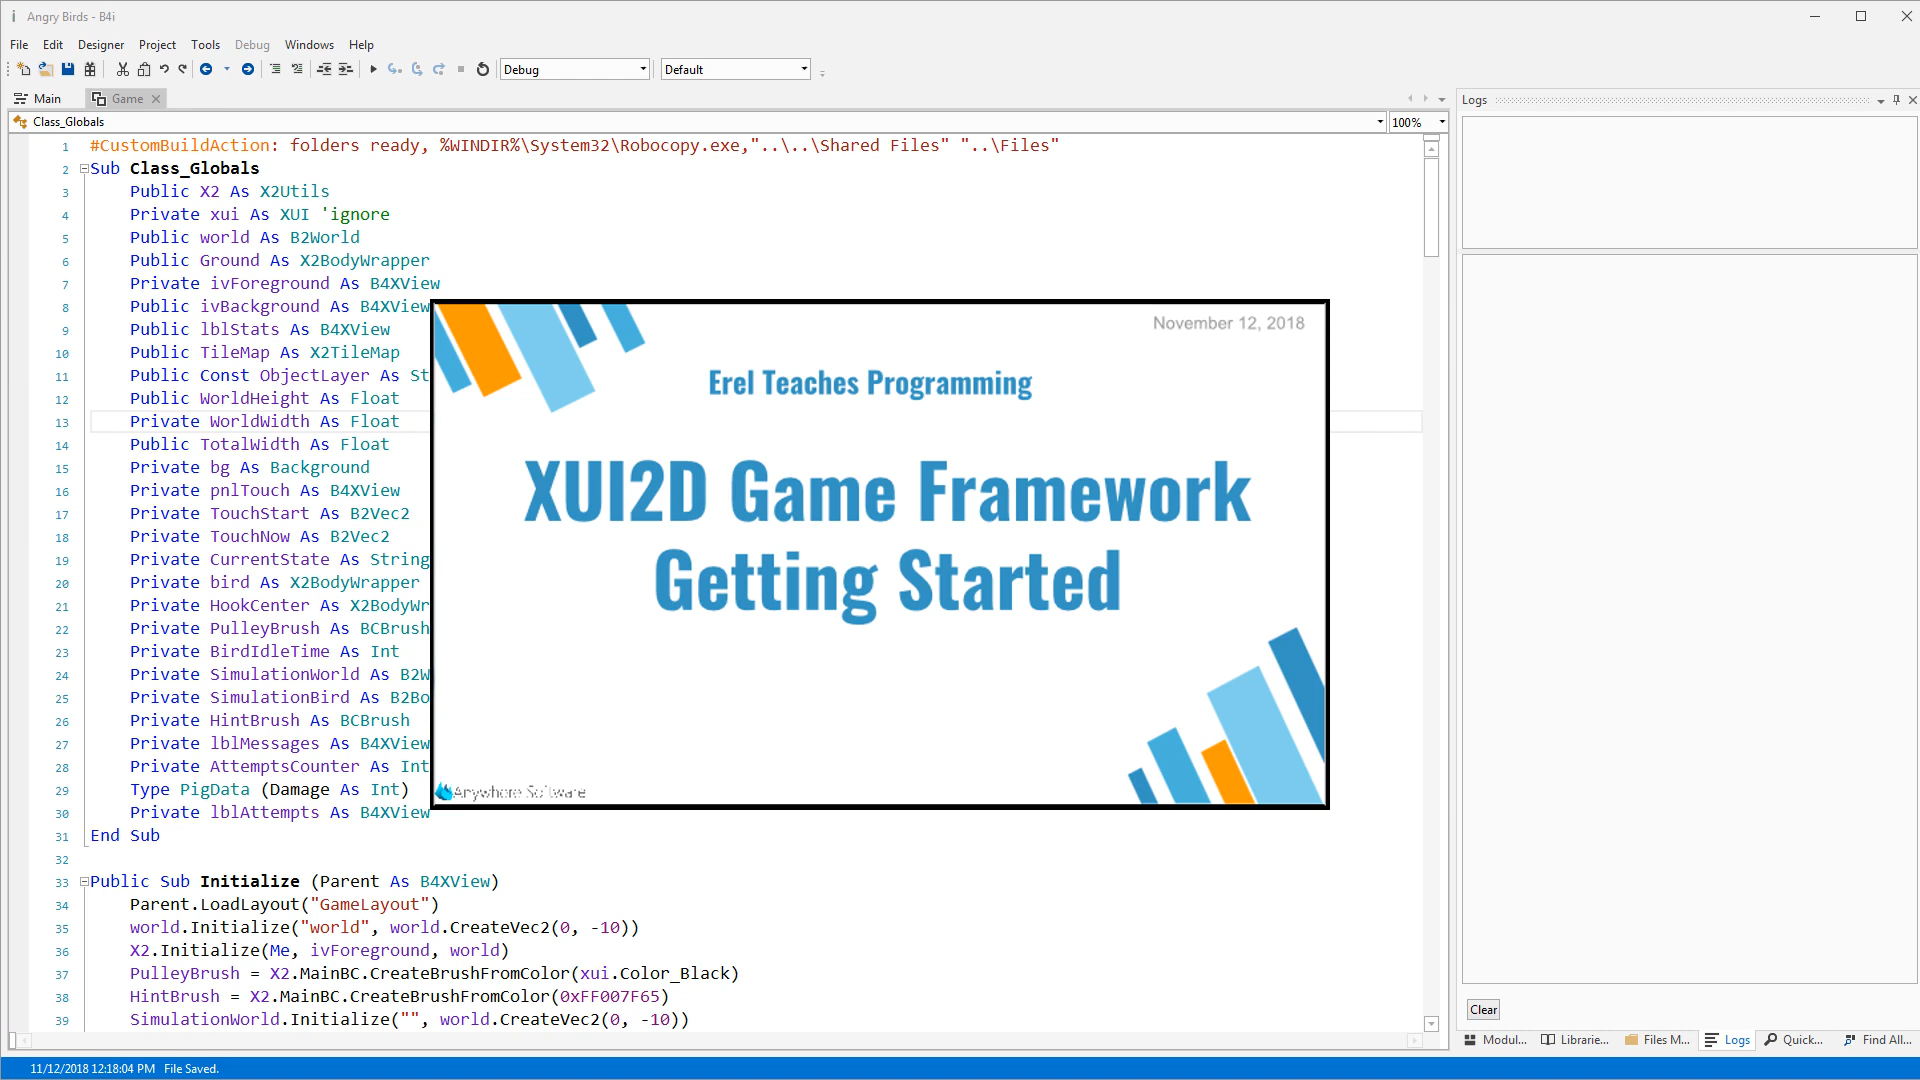 Angry Birds - B4i
File Edit Designer Project Tools Debug Windows Help
Debug Default
Main Game
Class_Globals 100%
1 #CustomBuildAction: folders ready, %WINDIR%\System32\Robocopy.exe,"..\..\Shared Files" "..\Files"
2 Sub Class_Globals
3 Public X2 As X2Utils
4 Private xui As XUI 'ignore
5 Public world As B2World
6 Public Ground As X2BodyWrapper
7 Private ivForeground As B4XView
8 Public ivBackground As B4XView
9 Public lblStats As B4XView
10 Public TileMap As X2TileMap
11 Public Const ObjectLayer As St
12 Public WorldHeight As Float
13 Private WorldWidth As Float
14 Public TotalWidth As Float
15 Private bg As Background
16 Private pnlTouch As B4XView
17 Private TouchStart As B2Vec2
18 Private TouchNow As B2Vec2
19 Private CurrentState As String
20 Private bird As X2BodyWrapper
21 Private HookCenter As X2BodyWr
22 Private PulleyBrush As BCBrush
23 Private BirdIdleTime As Int
24 Private SimulationWorld As B2W
25 Private SimulationBird As B2Bo
26 Private HintBrush As BCBrush
27 Private lblMessages As B4XView
28 Private AttemptsCounter As Int
29 Type PigData (Damage As Int)
30 Private lblAttempts As B4XView
31 End Sub
32
33 Public Sub Initialize (Parent As B4XView)
34 Parent.LoadLayout("GameLayout")
35 world.Initialize("world", world.CreateVec2(0, -10))
36 X2.Initialize(Me, ivForeground, world)
37 PulleyBrush = X2.MainBC.CreateBrushFromColor(xui.Color_Black)
38 HintBrush = X2.MainBC.CreateBrushFromColor(0xFF007F65)
39 SimulationWorld.Initialize("", world.CreateVec2(0, -10))
November 12, 2018
Erel Teaches Programming
XUI2D Game Framework
Getting Started
Anywhere Software
Logs
Clear
Modul... Librarie... Files M... Logs Quick... Find All...
11/12/2018 12:18:04 PM File Saved.